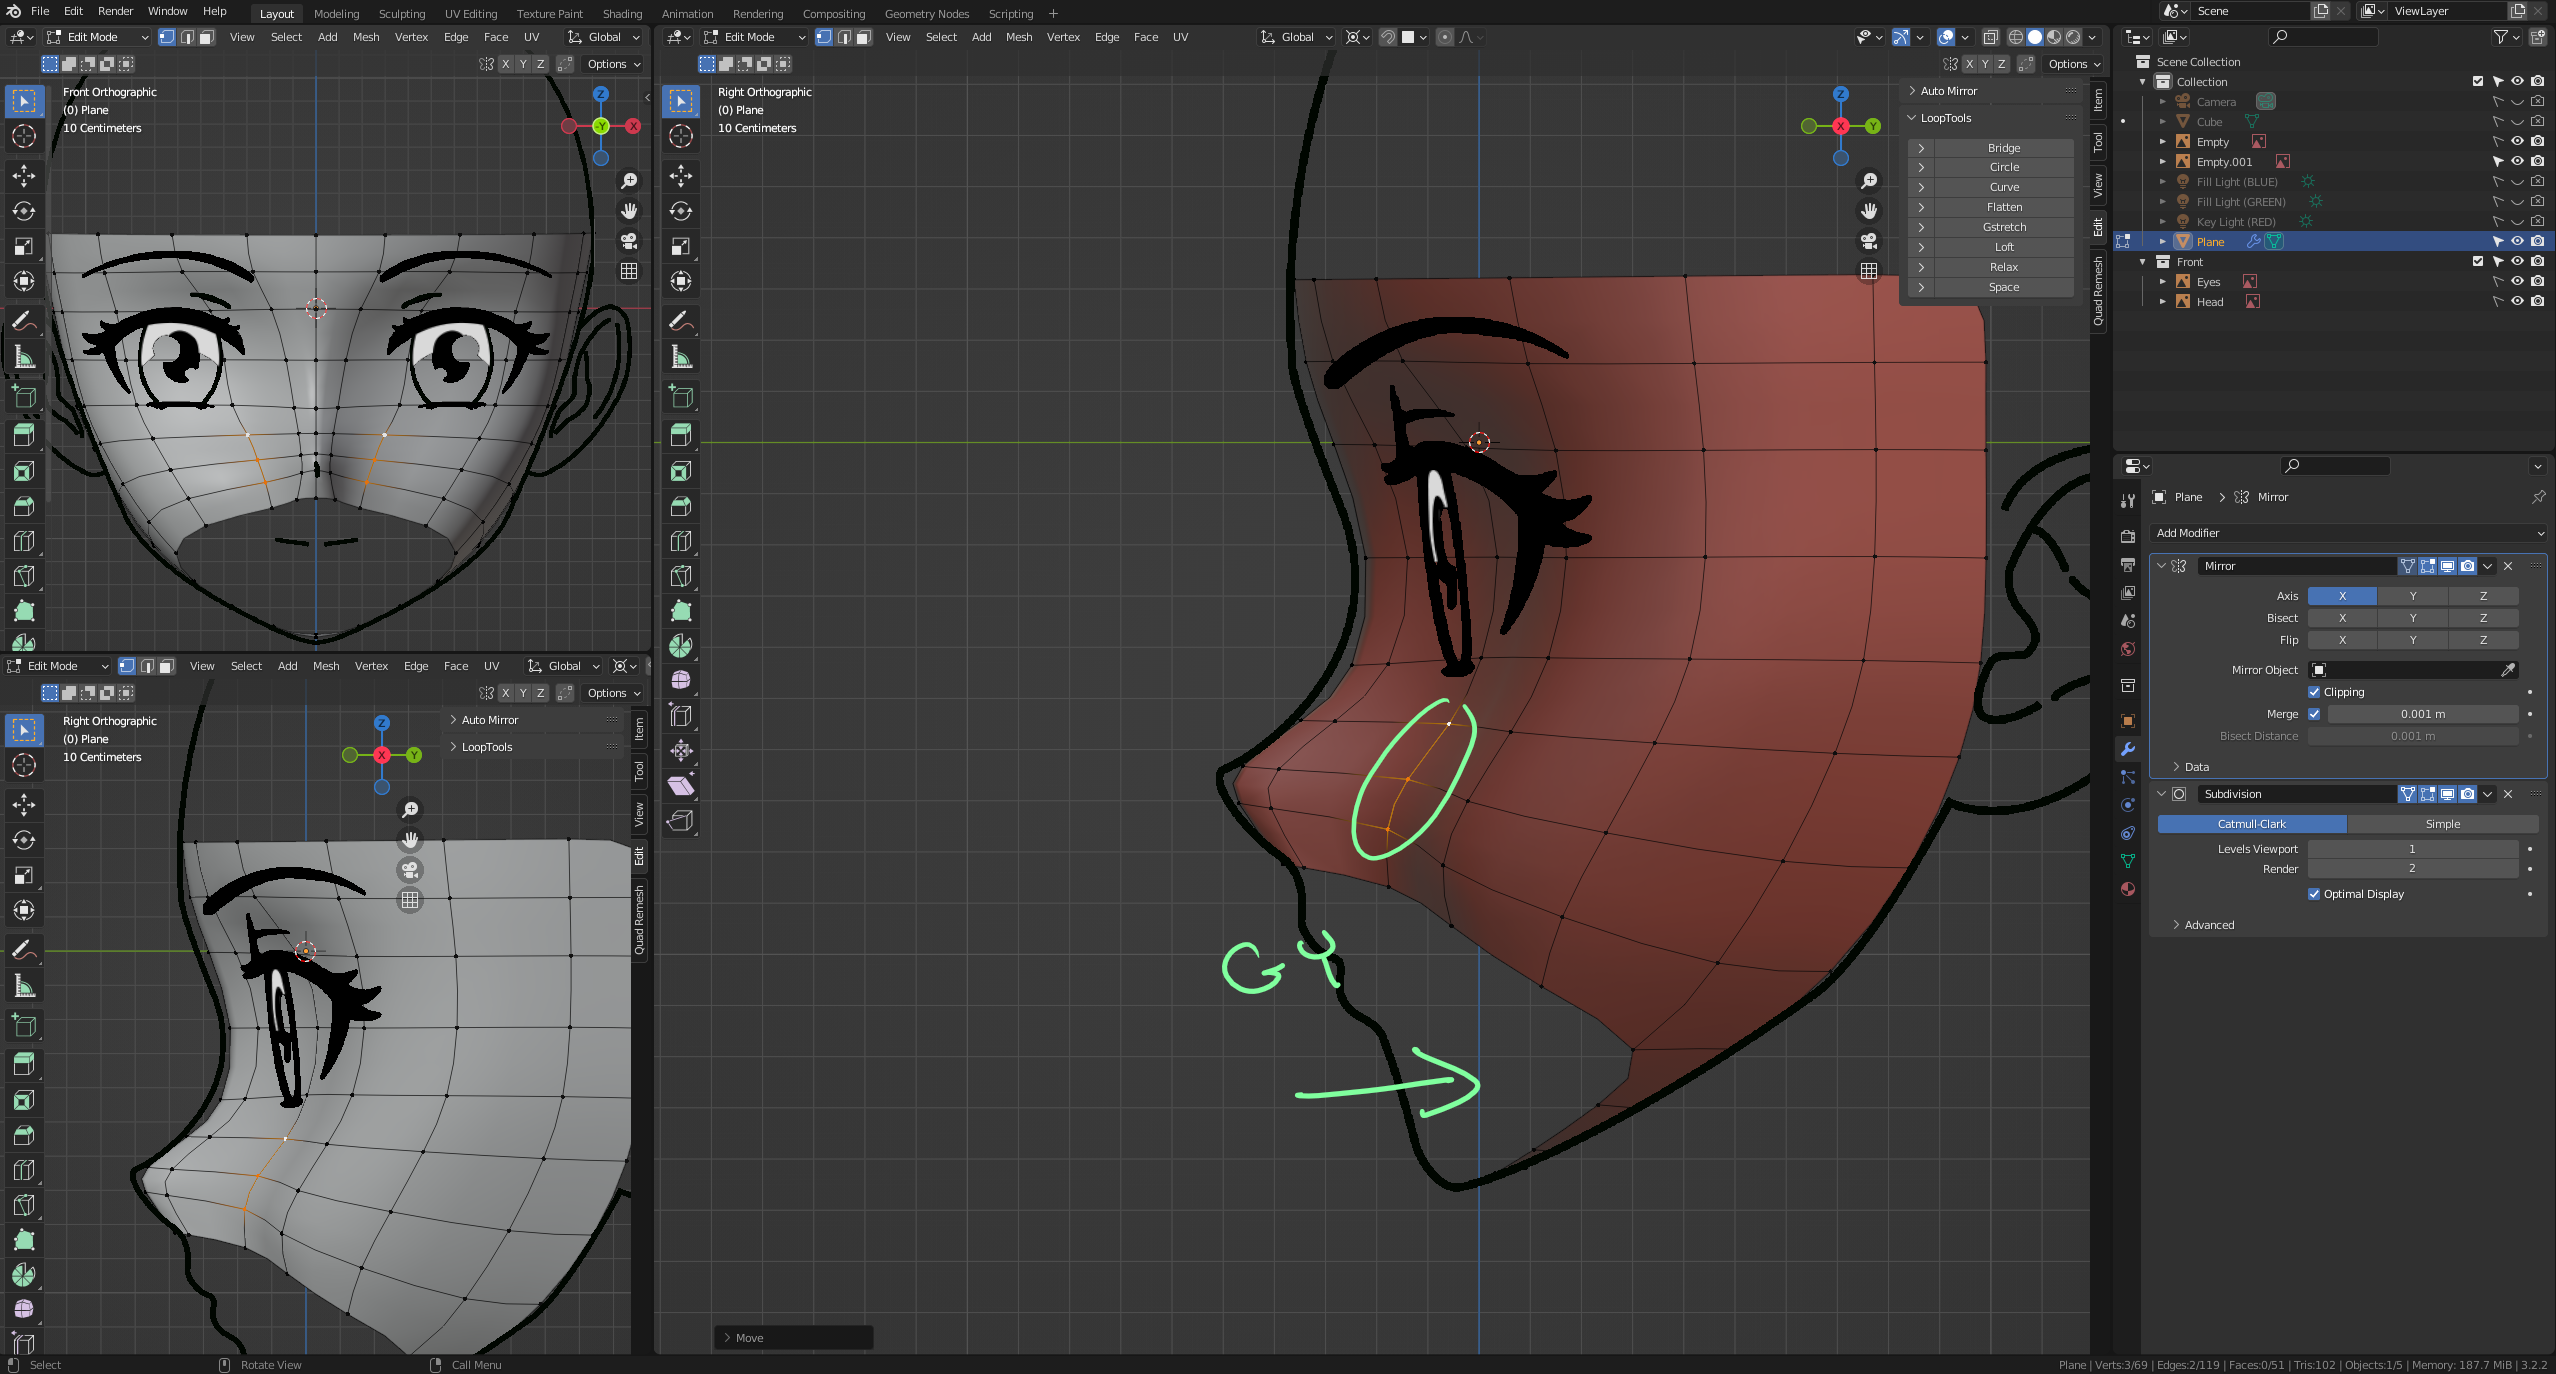 File Edit Render Window Help Layout Modeling Sculpting UV Editing Texture Paint Shading Animation Rendering Compositing Geometry Nodes Scripting + Scene ViewLayer
Edit Mode View Select Add Mesh Vertex Edge Face UV Global
X Y Z Options
Front Orthographic
(0) Plane
10 Centimeters
Z
-Y
X
Edit Mode View Select Add Mesh Vertex Edge Face UV Global
X Y Z Options
Right Orthographic
(0) Plane
10 Centimeters
Z
X
Y
Auto Mirror
LoopTools
Bridge
Circle
Curve
Flatten
Gstretch
Loft
Relax
Space
Item
Tool
View
Edit
Quad Remesh
G Y
Move
Edit Mode View Select Add Mesh Vertex Edge Face UV Global
X Y Z Options
Right Orthographic
(0) Plane
10 Centimeters
Z
X
Y
Auto Mirror
LoopTools
Item
Tool
View
Edit
Quad Remesh
Scene Collection
Collection
Camera
Cube
Empty
Empty.001
Fill Light (BLUE)
Fill Light (GREEN)
Key Light (RED)
Plane
Front
Eyes
Head
Plane > Mirror
Add Modifier
Mirror
Axis X Y Z
Bisect X Y Z
Flip X Y Z
Mirror Object
Clipping
Merge 0.001 m
Bisect Distance 0.001 m
Data
Subdivision
Catmull-Clark Simple
Levels Viewport 1
Render 2
Optimal Display
Advanced
Select Rotate View Call Menu
Plane | Verts:3/69 | Edges:2/119 | Faces:0/51 | Tris:102 | Objects:1/5 | Memory: 187.7 MiB | 3.2.2